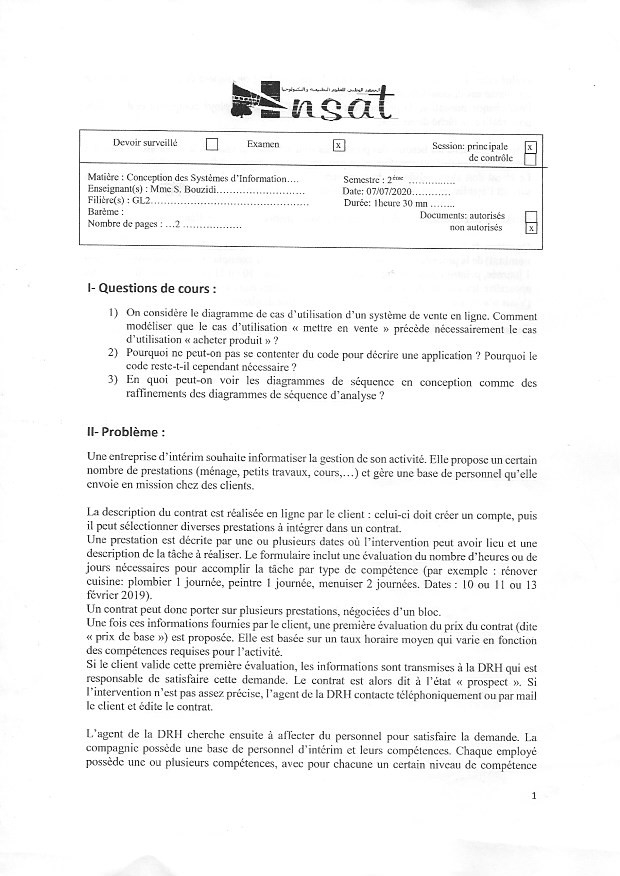 المعهد الوطني للعلوم التطبيقية والتكنولوجيا
Insat
Devoir surveillé Examen x Session: principale x
de contrôle
Matière : Conception des Systèmes d'Information.... Semestre : 2ème ...............
Enseignant(s) : Mme S. Bouzidi........................... Date: 07/07/2020............
Filière(s) : GL2................................................ Durée: 1heure 30 mn ........
Barème : Documents: autorisés
Nombre de pages : ...2 .................. non autorisés x
I- Questions de cours :
1) On considère le diagramme de cas d'utilisation d'un système de vente en ligne. Comment
modéliser que le cas d'utilisation « mettre en vente » précède nécessairement le cas
d'utilisation « acheter produit » ?
2) Pourquoi ne peut-on pas se contenter du code pour décrire une application ? Pourquoi le
code reste-t-il cependant nécessaire ?
3) En quoi peut-on voir les diagrammes de séquence en conception comme des
raffinements des diagrammes de séquence d'analyse ?
II- Problème :
Une entreprise d'intérim souhaite informatiser la gestion de son activité. Elle propose un certain
nombre de prestations (ménage, petits travaux, cours,...) et gère une base de personnel qu'elle
envoie en mission chez des clients.
La description du contrat est réalisée en ligne par le client : celui-ci doit créer un compte, puis
il peut sélectionner diverses prestations à intégrer dans un contrat.
Une prestation est décrite par une ou plusieurs dates où l'intervention peut avoir lieu et une
description de la tâche à réaliser. Le formulaire inclut une évaluation du nombre d'heures ou de
jours nécessaires pour accomplir la tâche par type de compétence (par exemple : rénover
cuisine: plombier 1 journée, peintre 1 journée, menuiser 2 journées. Dates : 10 ou 11 ou 13
février 2019).
Un contrat peut donc porter sur plusieurs prestations, négociées d'un bloc.
Une fois ces informations fournies par le client, une première évaluation du prix du contrat (dite
« prix de base ») est proposée. Elle est basée sur un taux horaire moyen qui varie en fonction
des compétences requises pour l'activité.
Si le client valide cette première évaluation, les informations sont transmises à la DRH qui est
responsable de satisfaire cette demande. Le contrat est alors dit à l'état « prospect ». Si
l'intervention n'est pas assez précise, l'agent de la DRH contacte téléphoniquement ou par mail
le client et édite le contrat.
L'agent de la DRH cherche ensuite à affecter du personnel pour satisfaire la demande. La
compagnie possède une base de personnel d'intérim et leurs compétences. Chaque employé
possède une ou plusieurs compétences, avec pour chacune un certain niveau de compétence
1